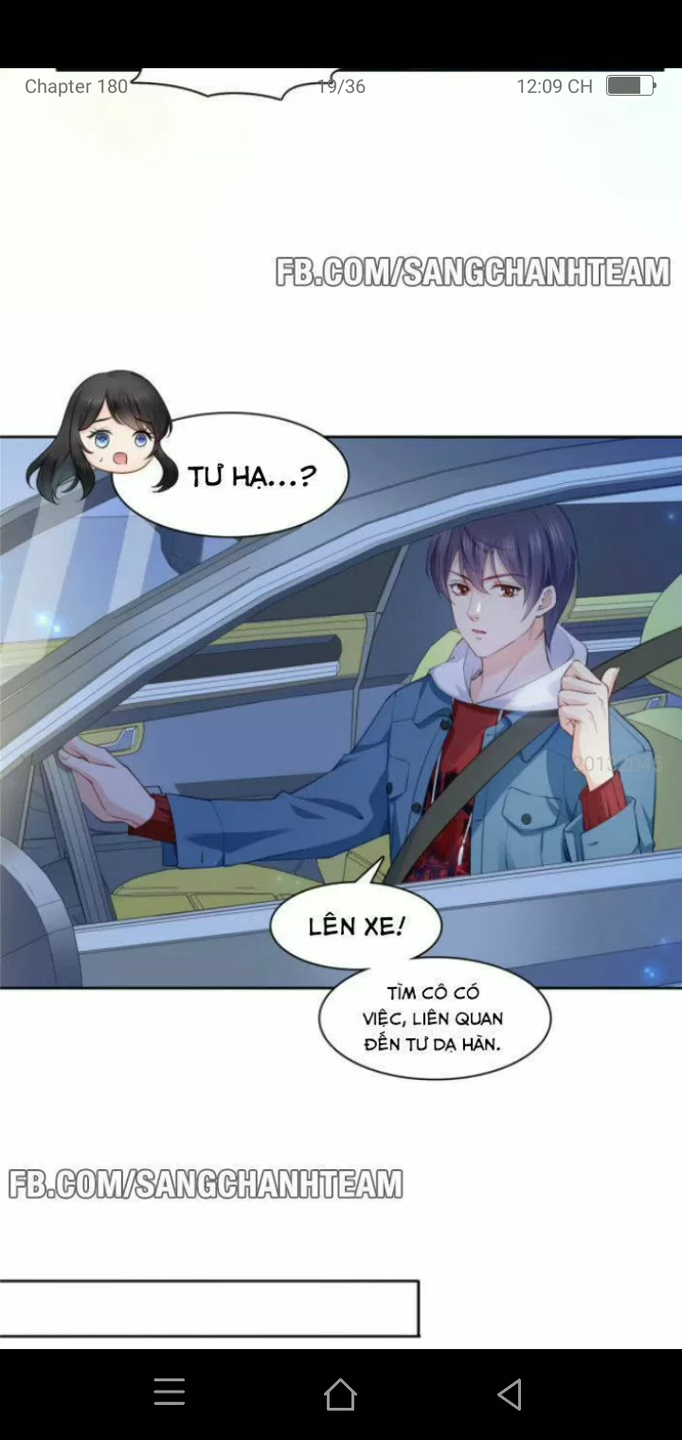 Chapter 180
19/36
12:09 CH
FB.COM/SANGCHANHTEAM
TƯ HẠ...?
LÊN XE!
TÌM CÔ CÓ
VIỆC, LIÊN QUAN
ĐẾN TƯ DẠ HÀN.
FB.COM/SANGCHANHTEAM